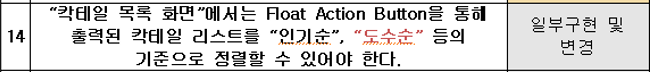 “칵테일 목록 화면”에서는 Float Action Button을 통해
14 출력된 칵테일 리스트를 “인기순”, “도수순” 등의
기준으로 정렬할 수 있어야 한다.
일부구현 및
변경